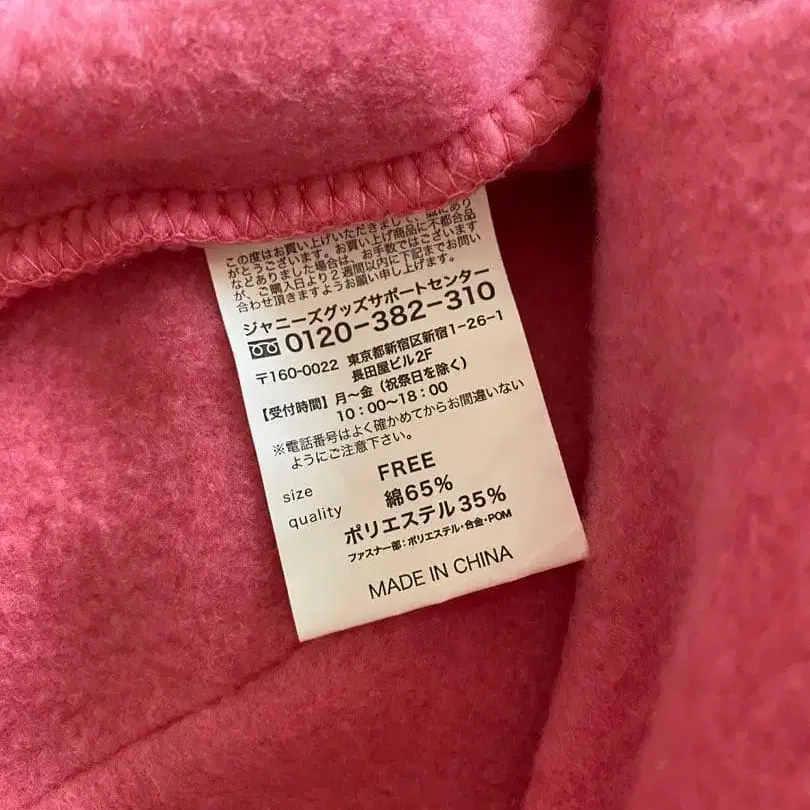 この度はお買い上げいただきまして、誠にあり
がとうございます。お買い上げ商品に不都合品
などありました場合は、お手数ではございます
が、ご購入日より2週間以内に下記までお問い
合わせ頂きますようお願い申し上げます。
ジャニーズグッズサポートセンター
0120-382-310
〒160-0022 東京都新宿区新宿1-26-1
長田屋ビル2F
【受付時間】月〜金（祝祭日を除く）
10：00〜18：00
※電話番号はよく確かめてからお間違いない
ようにご注意下さい。
size FREE
quality 綿65%
ポリエステル35%
ファスナー部：ポリエステル・合金・POM
MADE IN CHINA